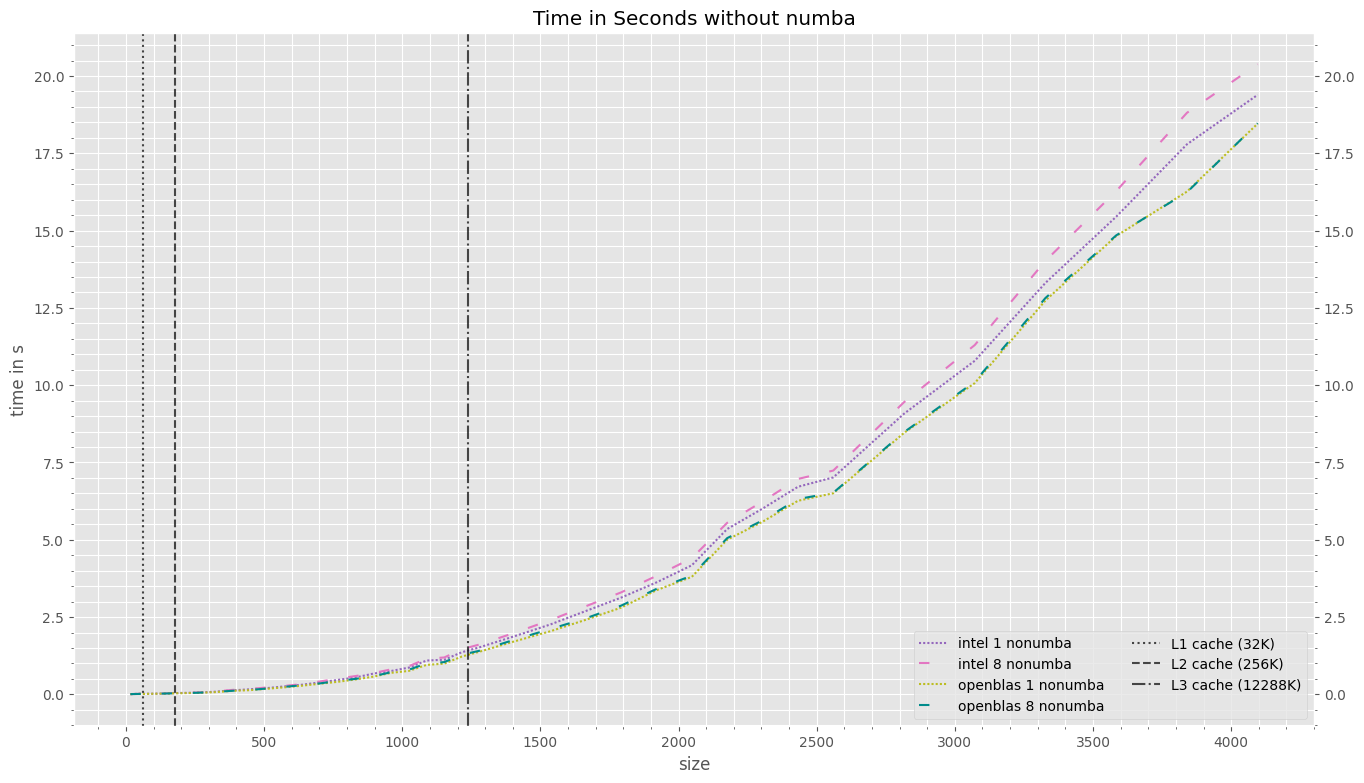 Time in Seconds without numba
20.0
20.0
17.5
17.5
15.0
15.0
12.5
12.5
10.0
10.0
7.5
7.5
5.0
5.0
2.5
2.5
0.0
0.0
time in s
intel 1 nonumba
intel 8 nonumba
openblas 1 nonumba
openblas 8 nonumba
L1 cache (32K)
L2 cache (256K)
L3 cache (12288K)
0 500 1000 1500 2000 2500 3000 3500 4000
size